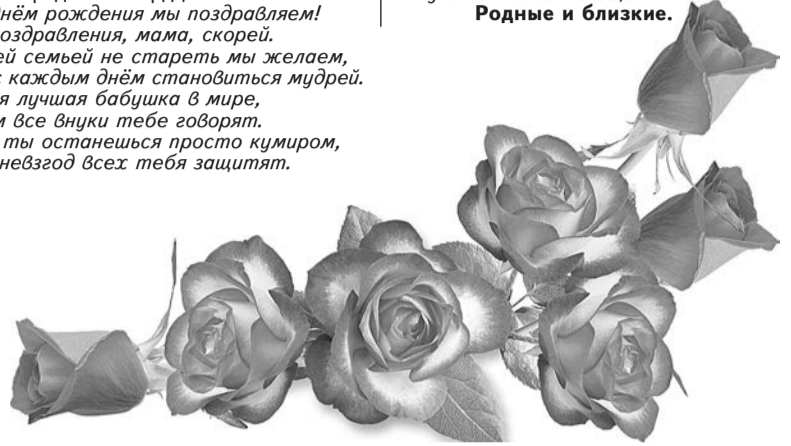 нём рождения мы поздравляем!
оздравления, мама, скорей.
ей семьей не стареть мы желаем,
с каждым днём становиться мудрей.
я лучшая бабушка в мире,
м все внуки тебе говорят.
ты останешься просто кумиром,
невзгод всех тебя защитят.
Родные и близкие.